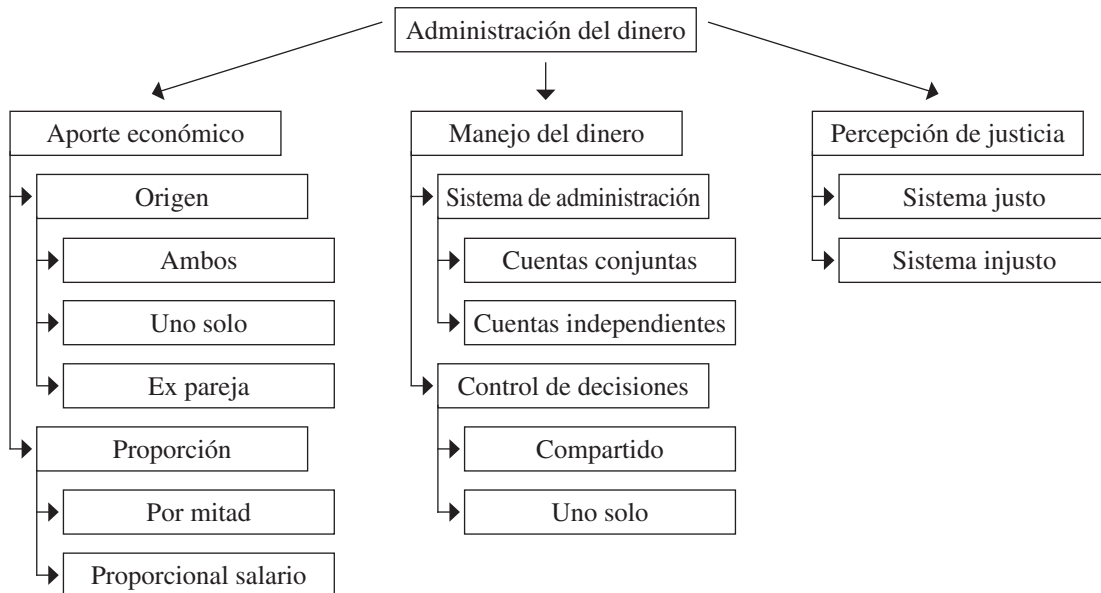 Administración del dinero
Aporte económico
Origen
Ambos
Uno solo
Ex pareja
Proporción
Por mitad
Proporcional salario
Manejo del dinero
Sistema de administración
Cuentas conjuntas
Cuentas independientes
Control de decisiones
Compartido
Uno solo
Percepción de justicia
Sistema justo
Sistema injusto